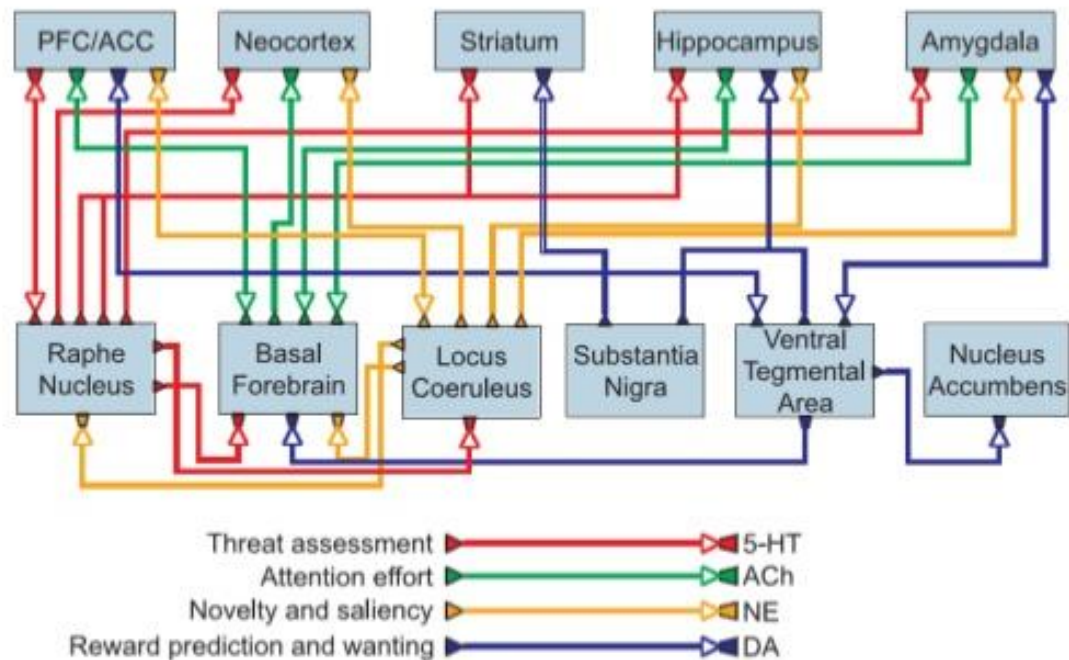 PFC/ACC
Neocortex
Striatum
Hippocampus
Amygdala
Raphe
Nucleus
Basal
Forebrain
Locus
Coeruleus
Substantia
Nigra
Ventral
Tegmental
Area
Nucleus
Accumbens
Threat assessment 5-HT
Attention effort ACh
Novelty and saliency NE
Reward prediction and wanting DA